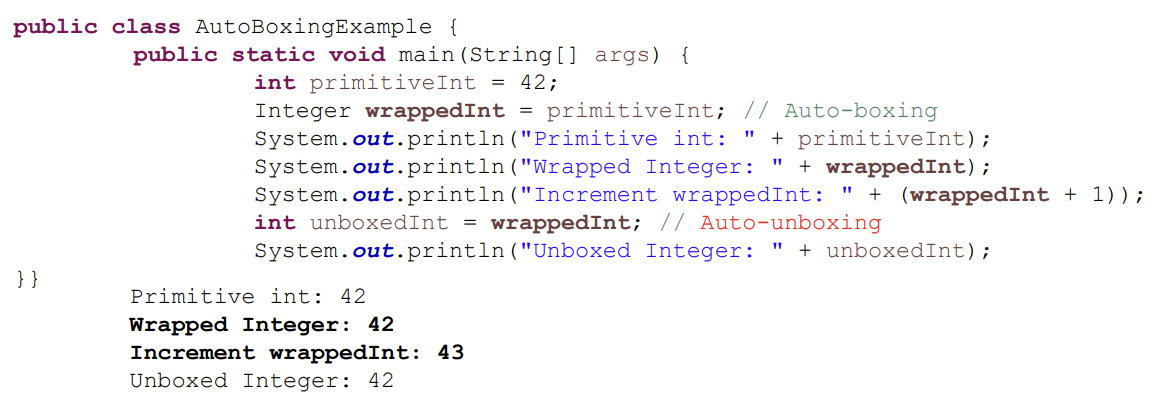 public class AutoBoxingExample {
public static void main(String[] args) {
int primitiveInt = 42;
Integer wrappedInt = primitiveInt; // Auto-boxing
System.out.println("Primitive int: " + primitiveInt);
System.out.println("Wrapped Integer: " + wrappedInt);
System.out.println("Increment wrappedInt: " + (wrappedInt + 1));
int unboxedInt = wrappedInt; // Auto-unboxing
System.out.println("Unboxed Integer: " + unboxedInt);
}}
Primitive int: 42
Wrapped Integer: 42
Increment wrappedInt: 43
Unboxed Integer: 42